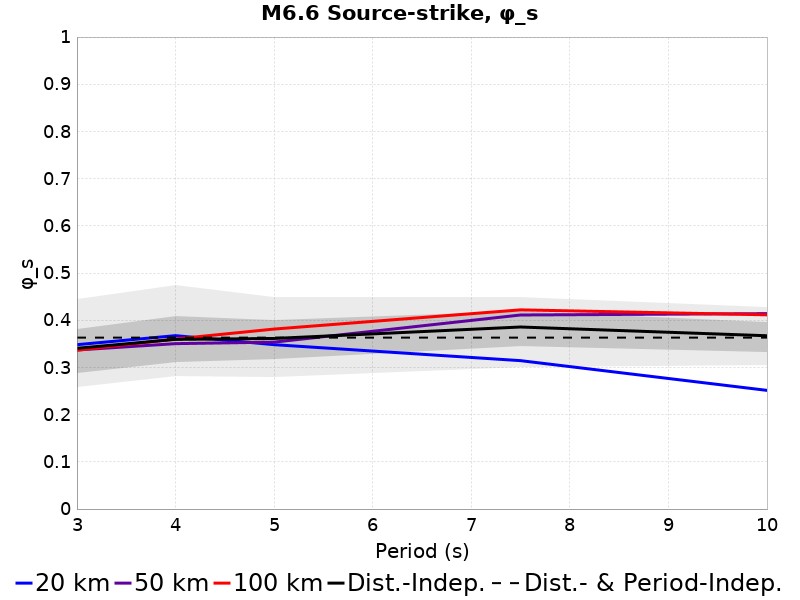 M6.6 Source-strike, φ_s
1
0.9
0.8
0.7
0.6
0.5
0.4
0.3
0.2
0.1
0
φ_s
3 4 5 6 7 8 9 10
Period (s)
20 km 50 km 100 km Dist.-Indep. Dist.- & Period-Indep.